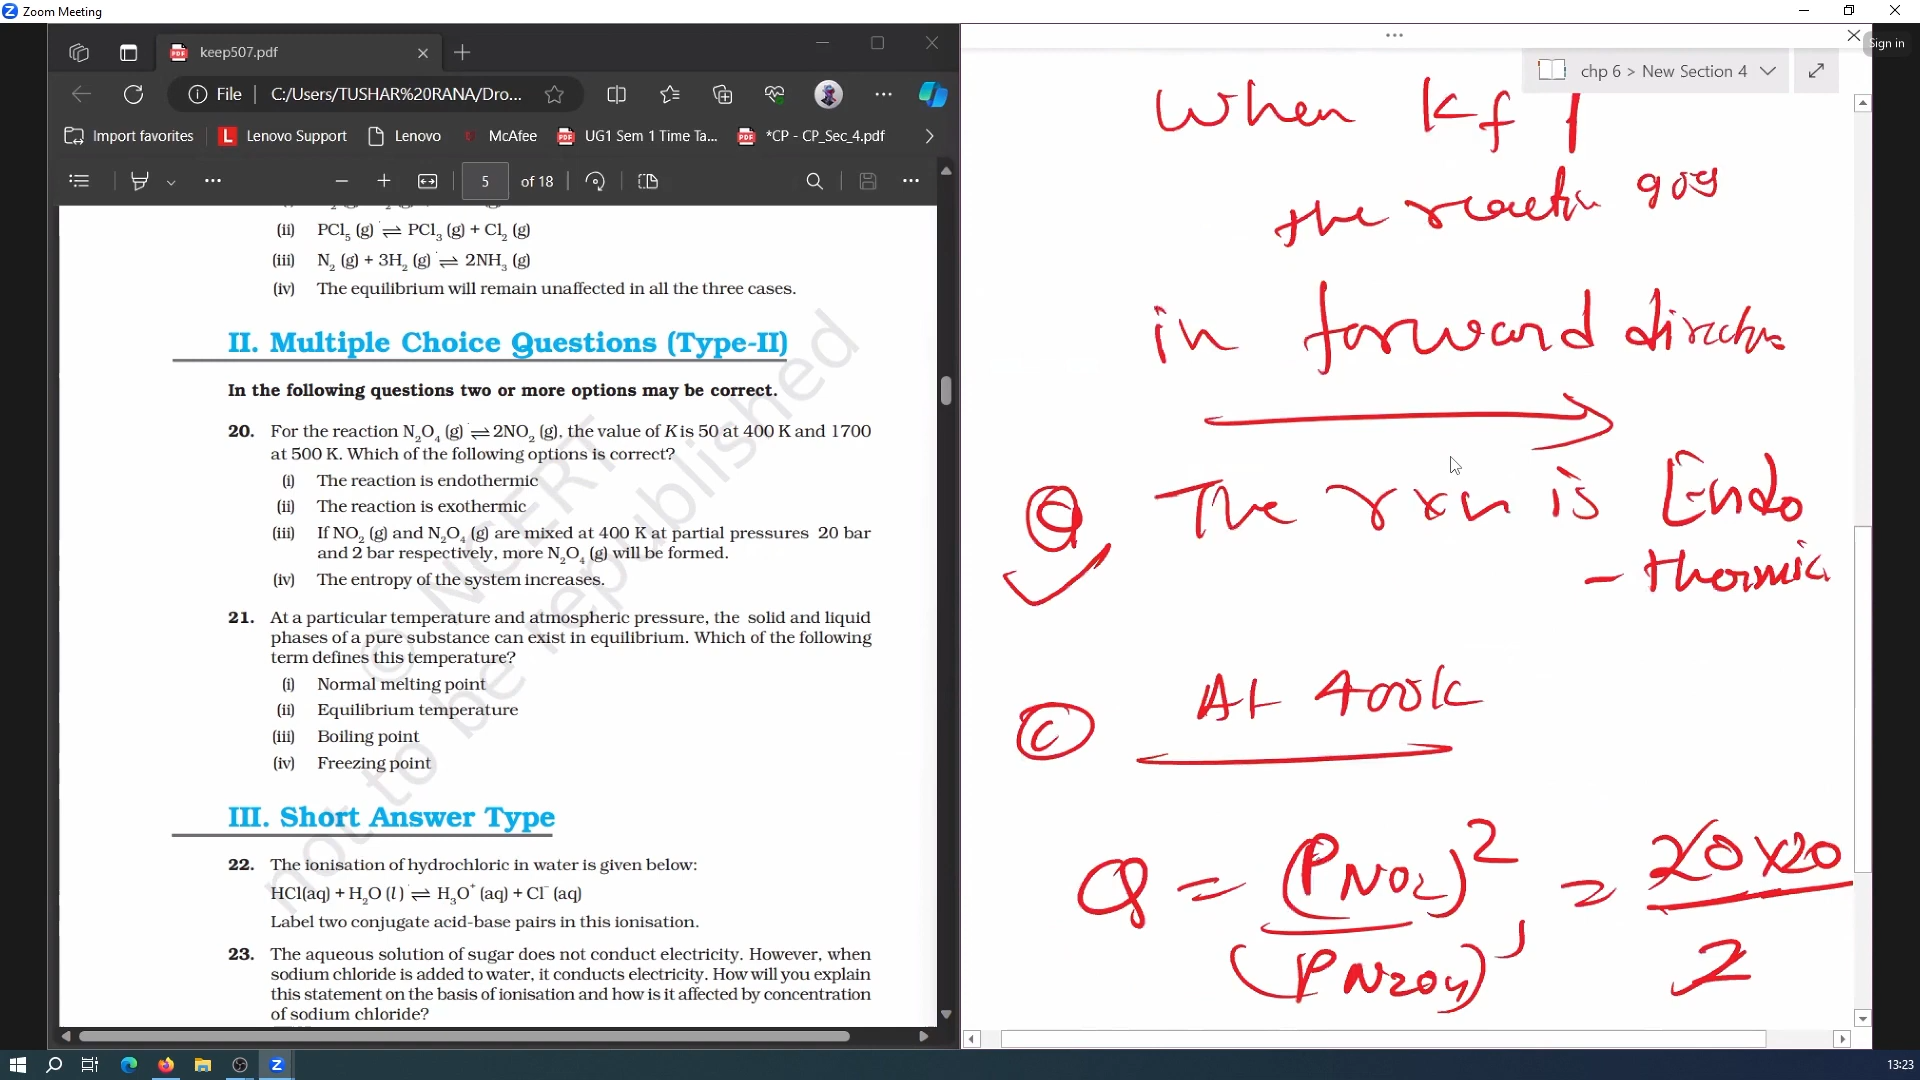 Zoom Meeting
Sign in
keep507.pdf
File C:/Users/TUSHAR%20RANA/Dro...
Import favorites Lenovo Support Lenovo McAfee UG1 Sem 1 Time Ta... *CP - CP_Sec_4.pdf
5 of 18
(ii) PCl5 (g) ⇌ PCl3 (g) + Cl2 (g)
(iii) N2 (g) + 3H2 (g) ⇌ 2NH3 (g)
(iv) The equilibrium will remain unaffected in all the three cases.
II. Multiple Choice Questions (Type-II)
In the following questions two or more options may be correct.
20. For the reaction N2O4 (g) ⇌ 2NO2 (g), the value of K is 50 at 400 K and 1700
at 500 K. Which of the following options is correct?
(i) The reaction is endothermic
(ii) The reaction is exothermic
(iii) If NO2 (g) and N2O4 (g) are mixed at 400 K at partial pressures 20 bar
and 2 bar respectively, more N2O4 (g) will be formed.
(iv) The entropy of the system increases.
21. At a particular temperature and atmospheric pressure, the solid and liquid
phases of a pure substance can exist in equilibrium. Which of the following
term defines this temperature?
(i) Normal melting point
(ii) Equilibrium temperature
(iii) Boiling point
(iv) Freezing point
III. Short Answer Type
22. The ionisation of hydrochloric in water is given below:
HCl(aq) + H2O (l) ⇌ H3O+ (aq) + Cl– (aq)
Label two conjugate acid-base pairs in this ionisation.
23. The aqueous solution of sugar does not conduct electricity. However, when
sodium chloride is added to water, it conducts electricity. How will you explain
this statement on the basis of ionisation and how is it affected by concentration
of sodium chloride?
© NCERT
not to be republished
chp 6 > New Section 4
When kf
the reaction goes
in forward direction
The rxn is Endo
- thermic
C At 400K
Q = (PNO2)2 = 20x20
(PN2O4) 2
13:23